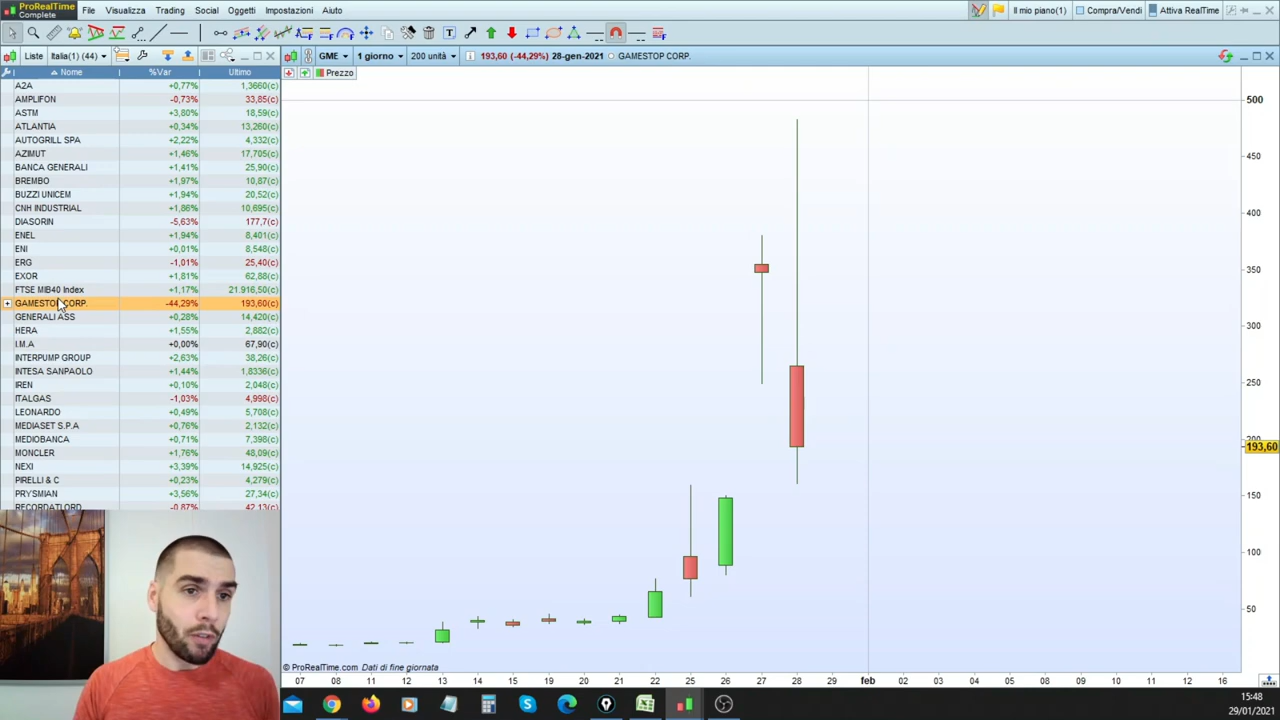 ProRealTime Complete
File Visualizza Trading Social Oggetti Impostazioni Aiuto
Il mio piano(1) Compra/Vendi Attiva RealTime
Liste Italia(1) (44)
GME 1 giorno 200 unità 193,60 (-44,29%) 28-gen-2021 GAMESTOP CORP.
Nome %Var Ultimo
Prezzo
A2A +0,77% 1,3660(c)
AMPLIFON -0,73% 33,85(c)
ASTM +3,80% 18,59(c)
ATLANTIA +0,34% 13,260(c)
AUTOGRILL SPA +2,22% 4,332(c)
AZIMUT +1,46% 17,705(c)
BANCA GENERALI +1,41% 25,90(c)
BREMBO +1,97% 10,87(c)
BUZZI UNICEM +1,94% 20,52(c)
CNH INDUSTRIAL +1,86% 10,695(c)
DIASORIN -5,63% 177,7(c)
ENEL +1,94% 8,401(c)
ENI +0,01% 8,548(c)
ERG -1,01% 25,40(c)
EXOR +1,81% 62,88(c)
FTSE MIB40 Index +1,17% 21.916,50(c)
GAMESTOP CORP. -44,29% 193,60(c)
GENERALI ASS +0,28% 14,420(c)
HERA +1,55% 2,882(c)
I.M.A +0,00% 67,90(c)
INTERPUMP GROUP +2,63% 38,26(c)
INTESA SANPAOLO +1,44% 1,8336(c)
IREN +0,10% 2,048(c)
ITALGAS -1,03% 4,998(c)
LEONARDO +0,49% 5,708(c)
MEDIASET S.P.A +0,76% 2,132(c)
MEDIOBANCA +0,71% 7,398(c)
MONCLER +1,76% 48,09(c)
NEXI +3,39% 14,925(c)
PIRELLI & C +0,23% 4,279(c)
PRYSMIAN +3,56% 27,34(c)
RECORDATI ORD -0,87% 42,13(c)
500
450
400
350
300
250
200
193,60
150
100
50
© ProRealTime.com Dati di fine giornata
07 08 11 12 13 14 15 19 20 21 22 25 26 27 28 29 feb 02 03 04 05 08 09 10 11 12 16
15:48
29/01/2021